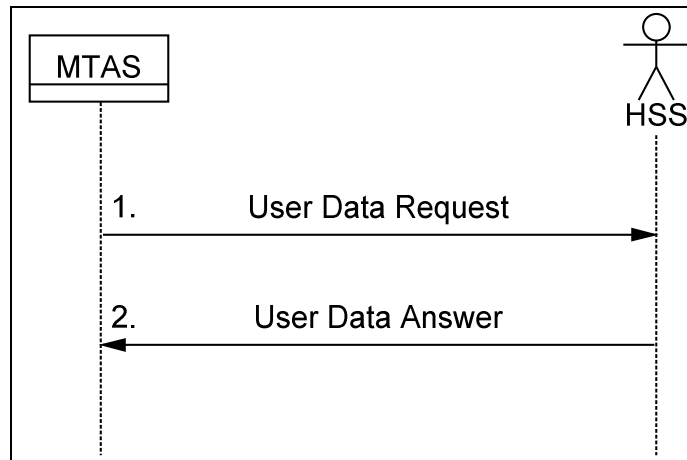 MTAS
HSS
1. User Data Request
2. User Data Answer